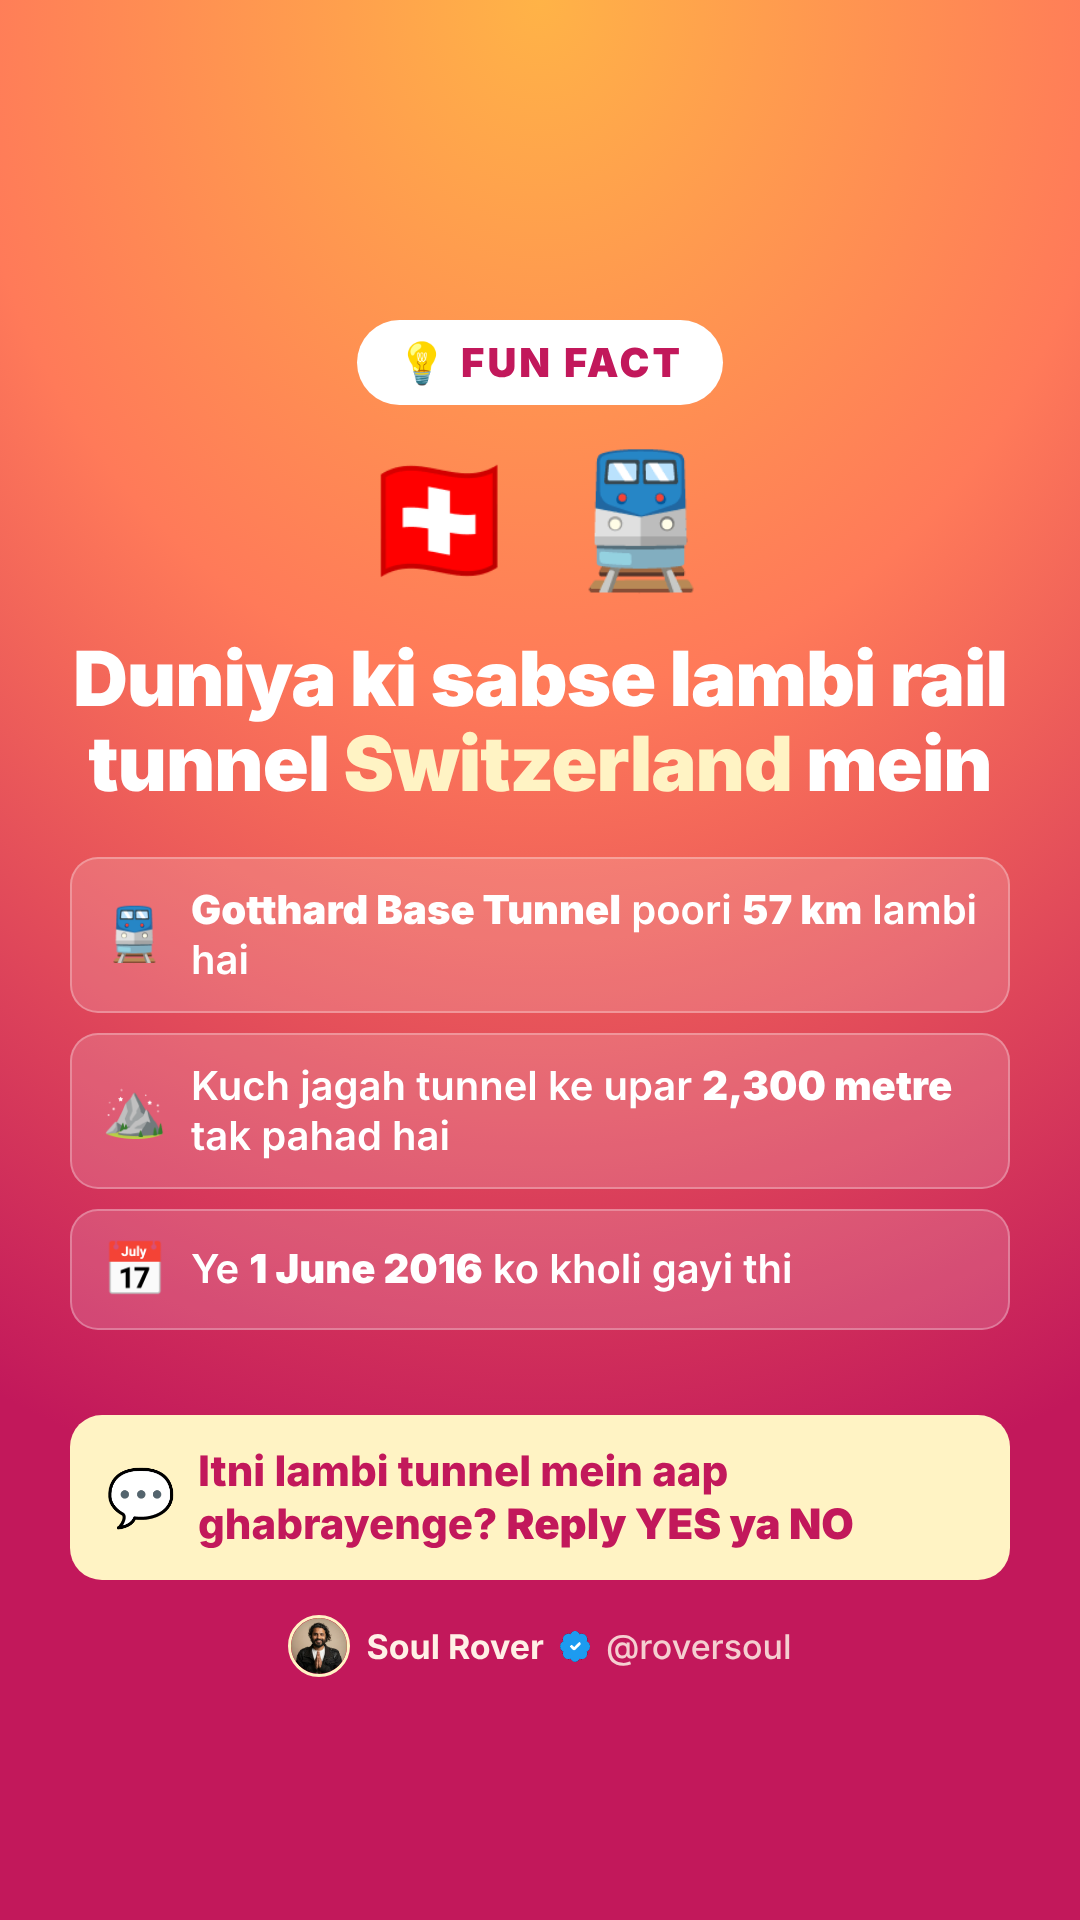 💡 FUN FACT
Duniya ki sabse lambi rail
tunnel Switzerland mein
Gotthard Base Tunnel poori 57 km lambi
hai
Kuch jagah tunnel ke upar 2,300 metre
tak pahad hai
July
17
Ye 1 June 2016 ko kholi gayi thi
Itni lambi tunnel mein aap
ghabrayenge? Reply YES ya NO
Soul Rover @roversoul